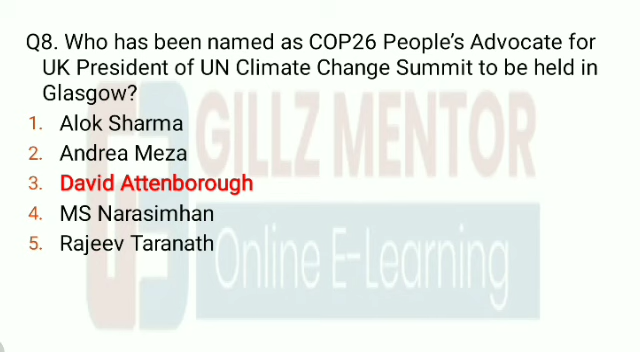 Q8. Who has been named as COP26 People's Advocate for
UK President of UN Climate Change Summit to be held in
Glasgow?
1. Alok Sharma
2. Andrea Meza
3. David Attenborough
4. MS Narasimhan
5. Rajeev Taranath
GILLZ MENTOR
Online E-Learning